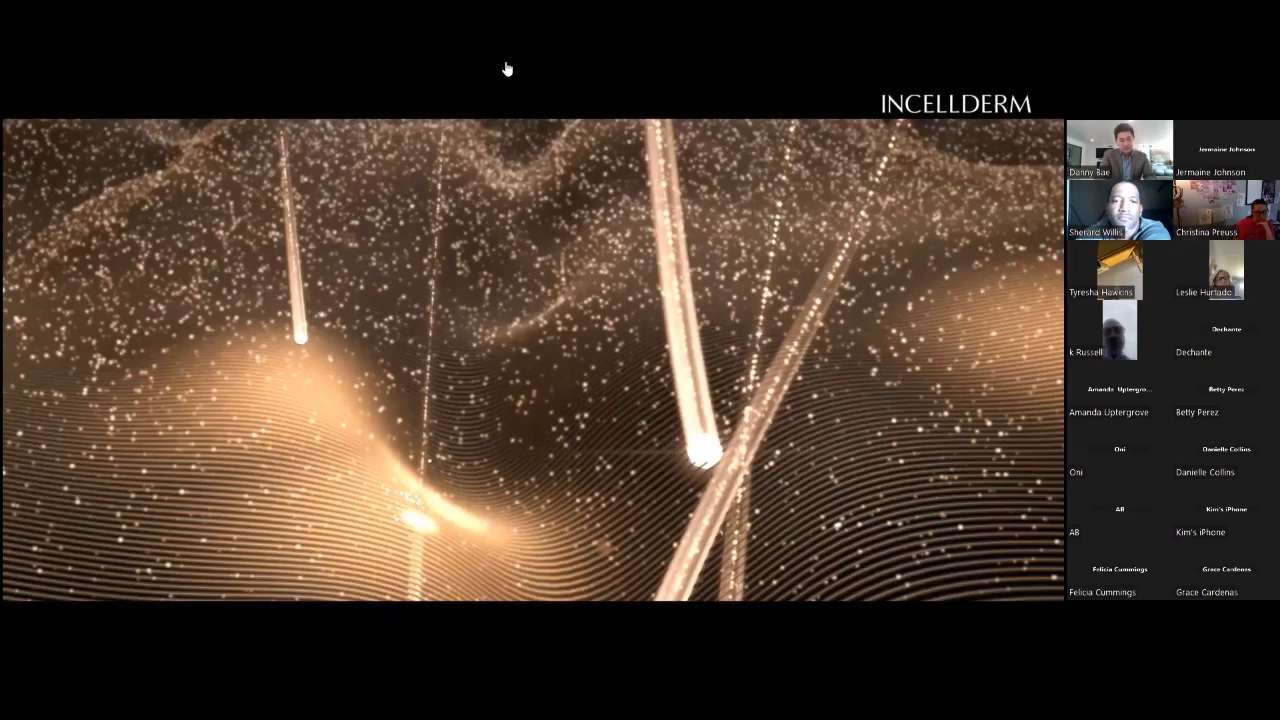 INCELLDERM
Danny Bae
Jermaine Johnson
Jermaine Johnson
Sherard Willis
Christina Preuss
Tyresha Hawkins
Leslie Hurtado
k Russell
Dechante
Dechante
Amanda Uptergro...
Amanda Uptergrove
Betty Perez
Betty Perez
Oni
Oni
Danielle Collins
Danielle Collins
AB
AB
Kim's iPhone
Kim's iPhone
Felicia Cummings
Felicia Cummings
Grace Cardenas
Grace Cardenas